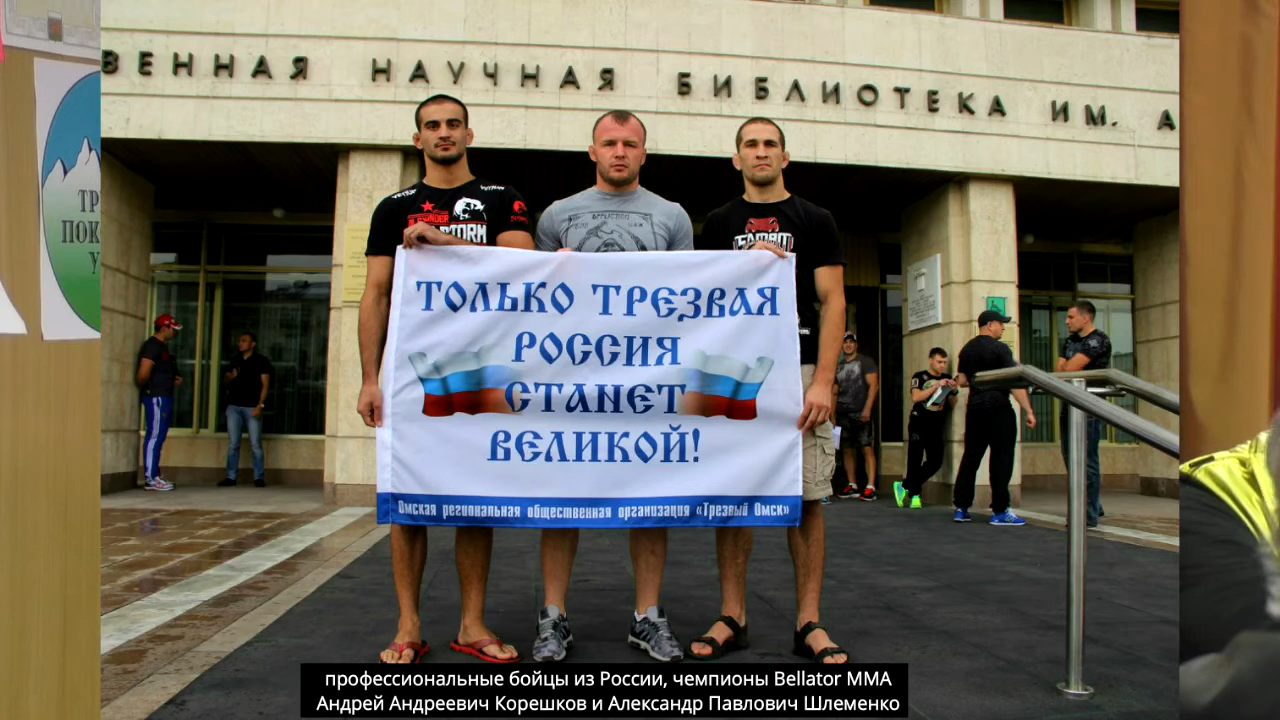 ВЕННАЯ НАУЧНАЯ БИБЛИОТЕКА ИМ. А
ТОЛЬКО ТРЕЗВАЯ
РОССИЯ
СТАНЕТ
ВЕЛИКОЙ!
Омская региональная общественная организация «Трезвый Омск»
профессиональные бойцы из России, чемпионы Bellator MMA
Андрей Андреевич Корешков и Александр Павлович Шлеменко